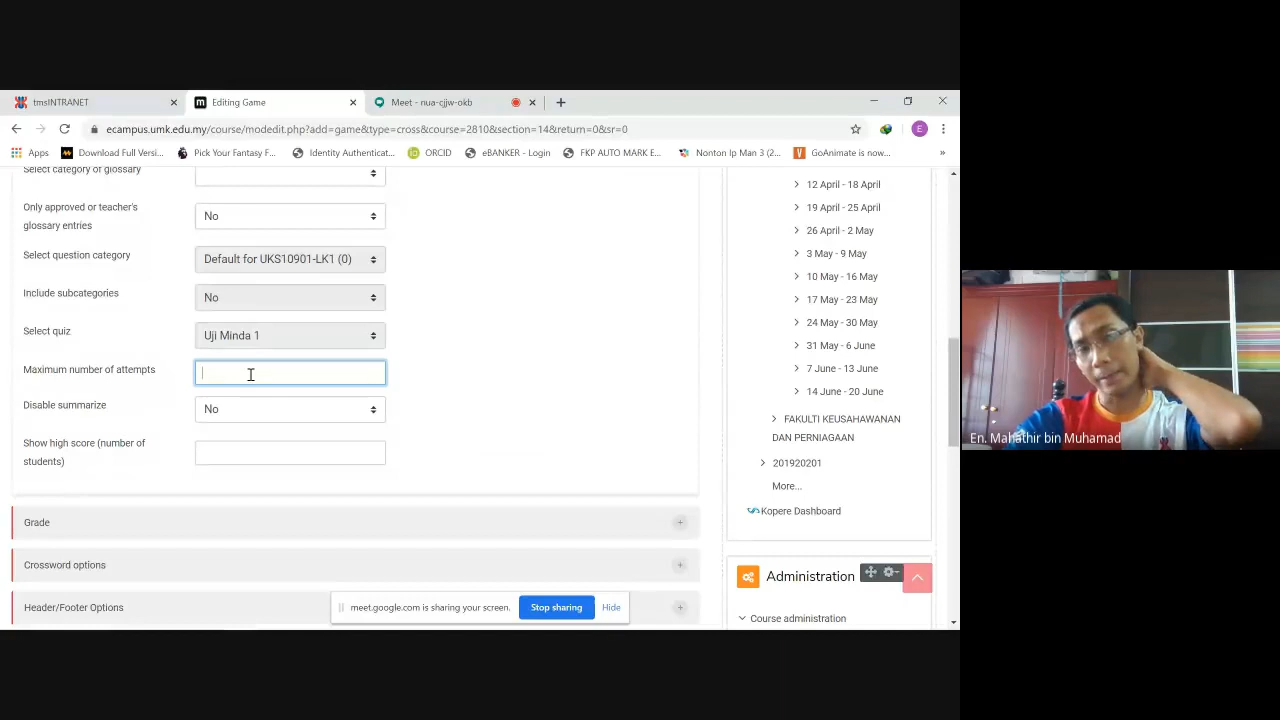 tmsINTRANET
Editing Game
Meet - nua-cjjw-okb
ecampus.umk.edu.my/course/modedit.php?add=game&type=cross&course=2810&section=14&return=0&sr=0
E
Apps
Download Full Versi...
Pick Your Fantasy F...
Identity Authenticat...
ORCID
eBANKER - Login
FKP AUTO MARK E...
Nonton Ip Man 3 (2...
GoAnimate is now...
»
Select category of glossary
Only approved or teacher's
glossary entries
No
Select question category
Default for UKS10901-LK1 (0)
Include subcategories
No
Select quiz
Uji Minda 1
Maximum number of attempts
Disable summarize
No
Show high score (number of
students)
Grade
Crossword options
Header/Footer Options
meet.google.com is sharing your screen.
Stop sharing
Hide
12 April - 18 April
19 April - 25 April
26 April - 2 May
3 May - 9 May
10 May - 16 May
17 May - 23 May
24 May - 30 May
31 May - 6 June
7 June - 13 June
14 June - 20 June
FAKULTI KEUSAHAWANAN
DAN PERNIAGAAN
201920201
More...
Kopere Dashboard
Administration
Course administration
En. Mahathir bin Muhamad